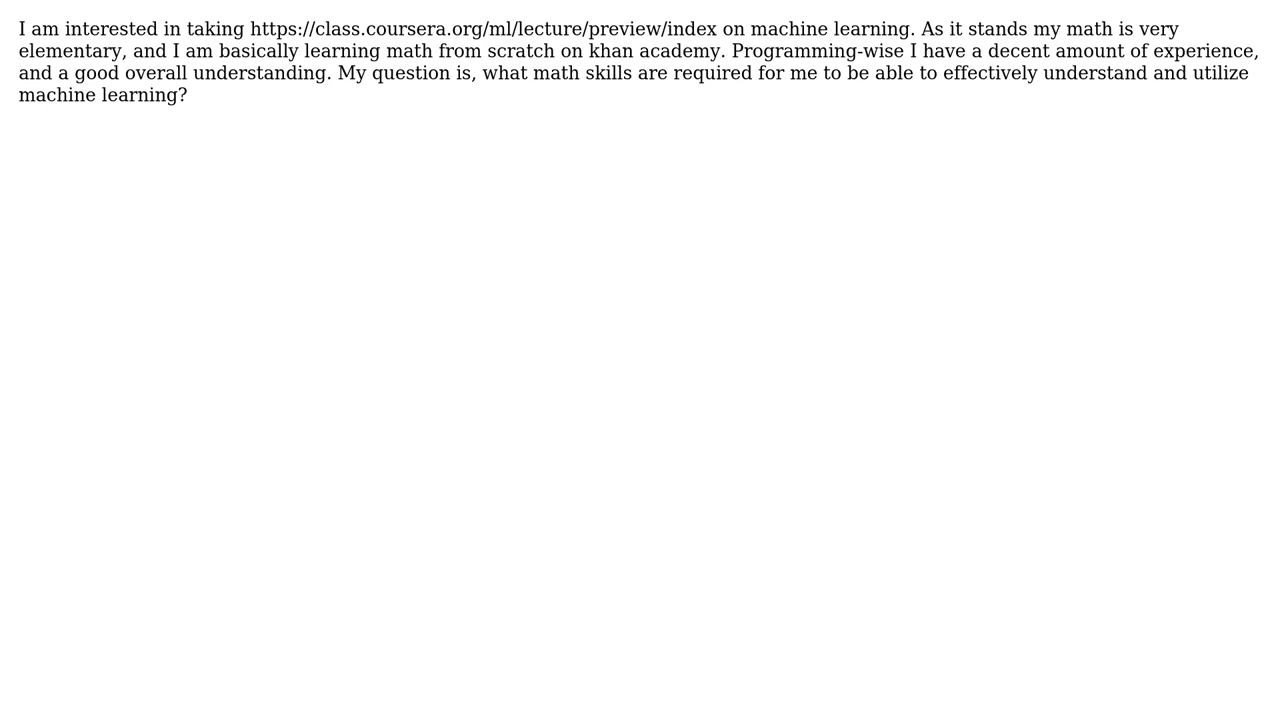 I am interested in taking https://class.coursera.org/ml/lecture/preview/index on machine learning. As it stands my math is very
elementary, and I am basically learning math from scratch on khan academy. Programming-wise I have a decent amount of experience,
and a good overall understanding. My question is, what math skills are required for me to be able to effectively understand and utilize
machine learning?